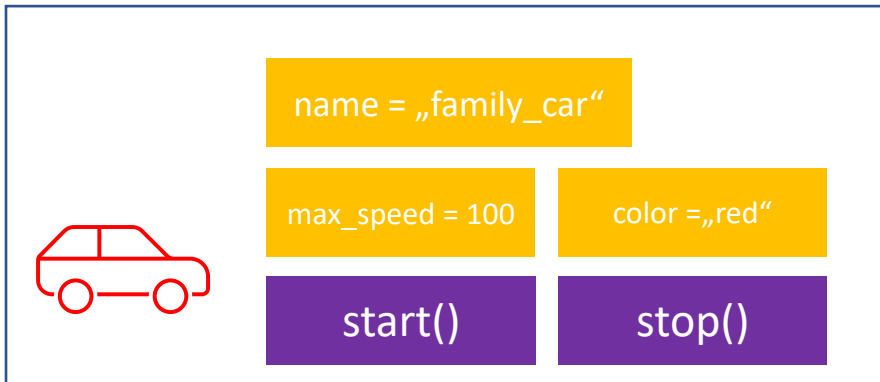 name = „family_car“
max_speed = 100
color =„red“
start()
stop()